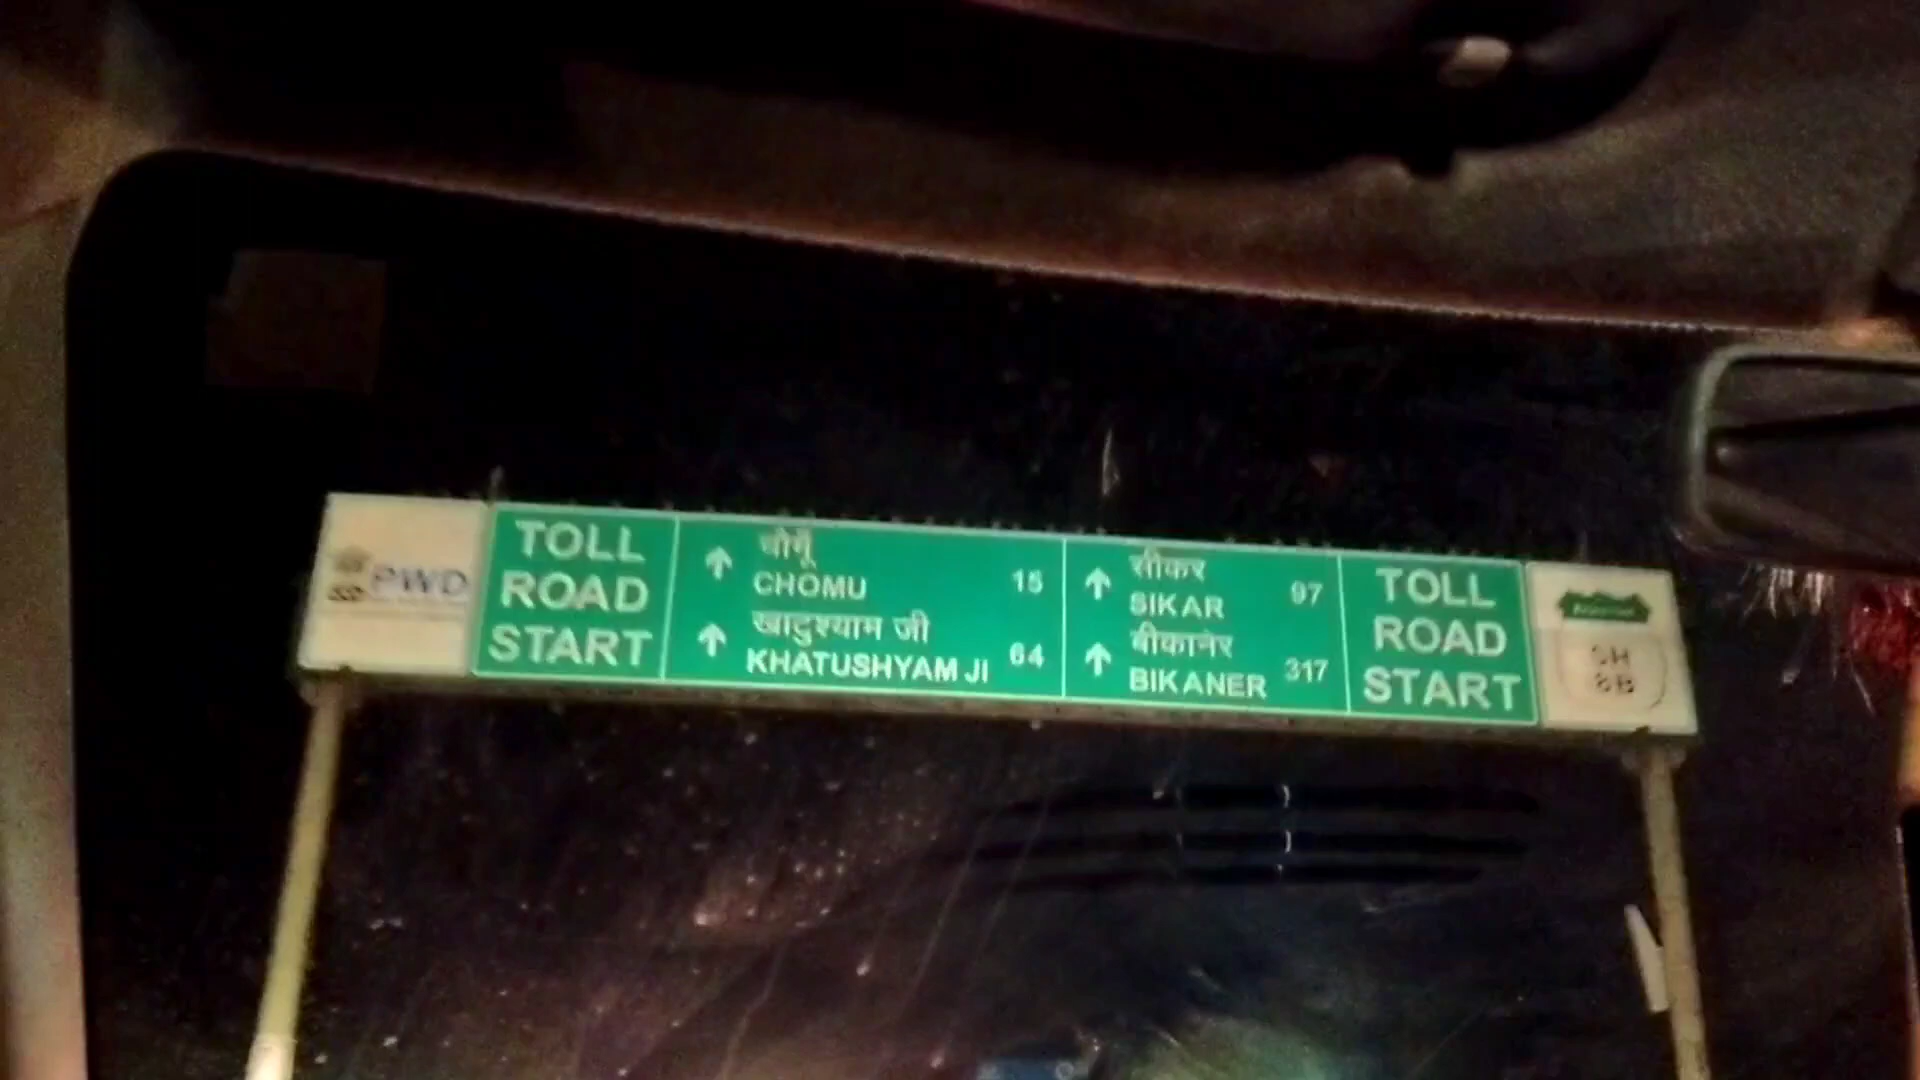 PWD
TOLL
ROAD
START
चौमूँ
CHOMU 15
खाटुश्याम जी
KHATUSHYAM JI 64
सीकर
SIKAR 97
बीकानेर
BIKANER 317
TOLL
ROAD
START
SH
8B